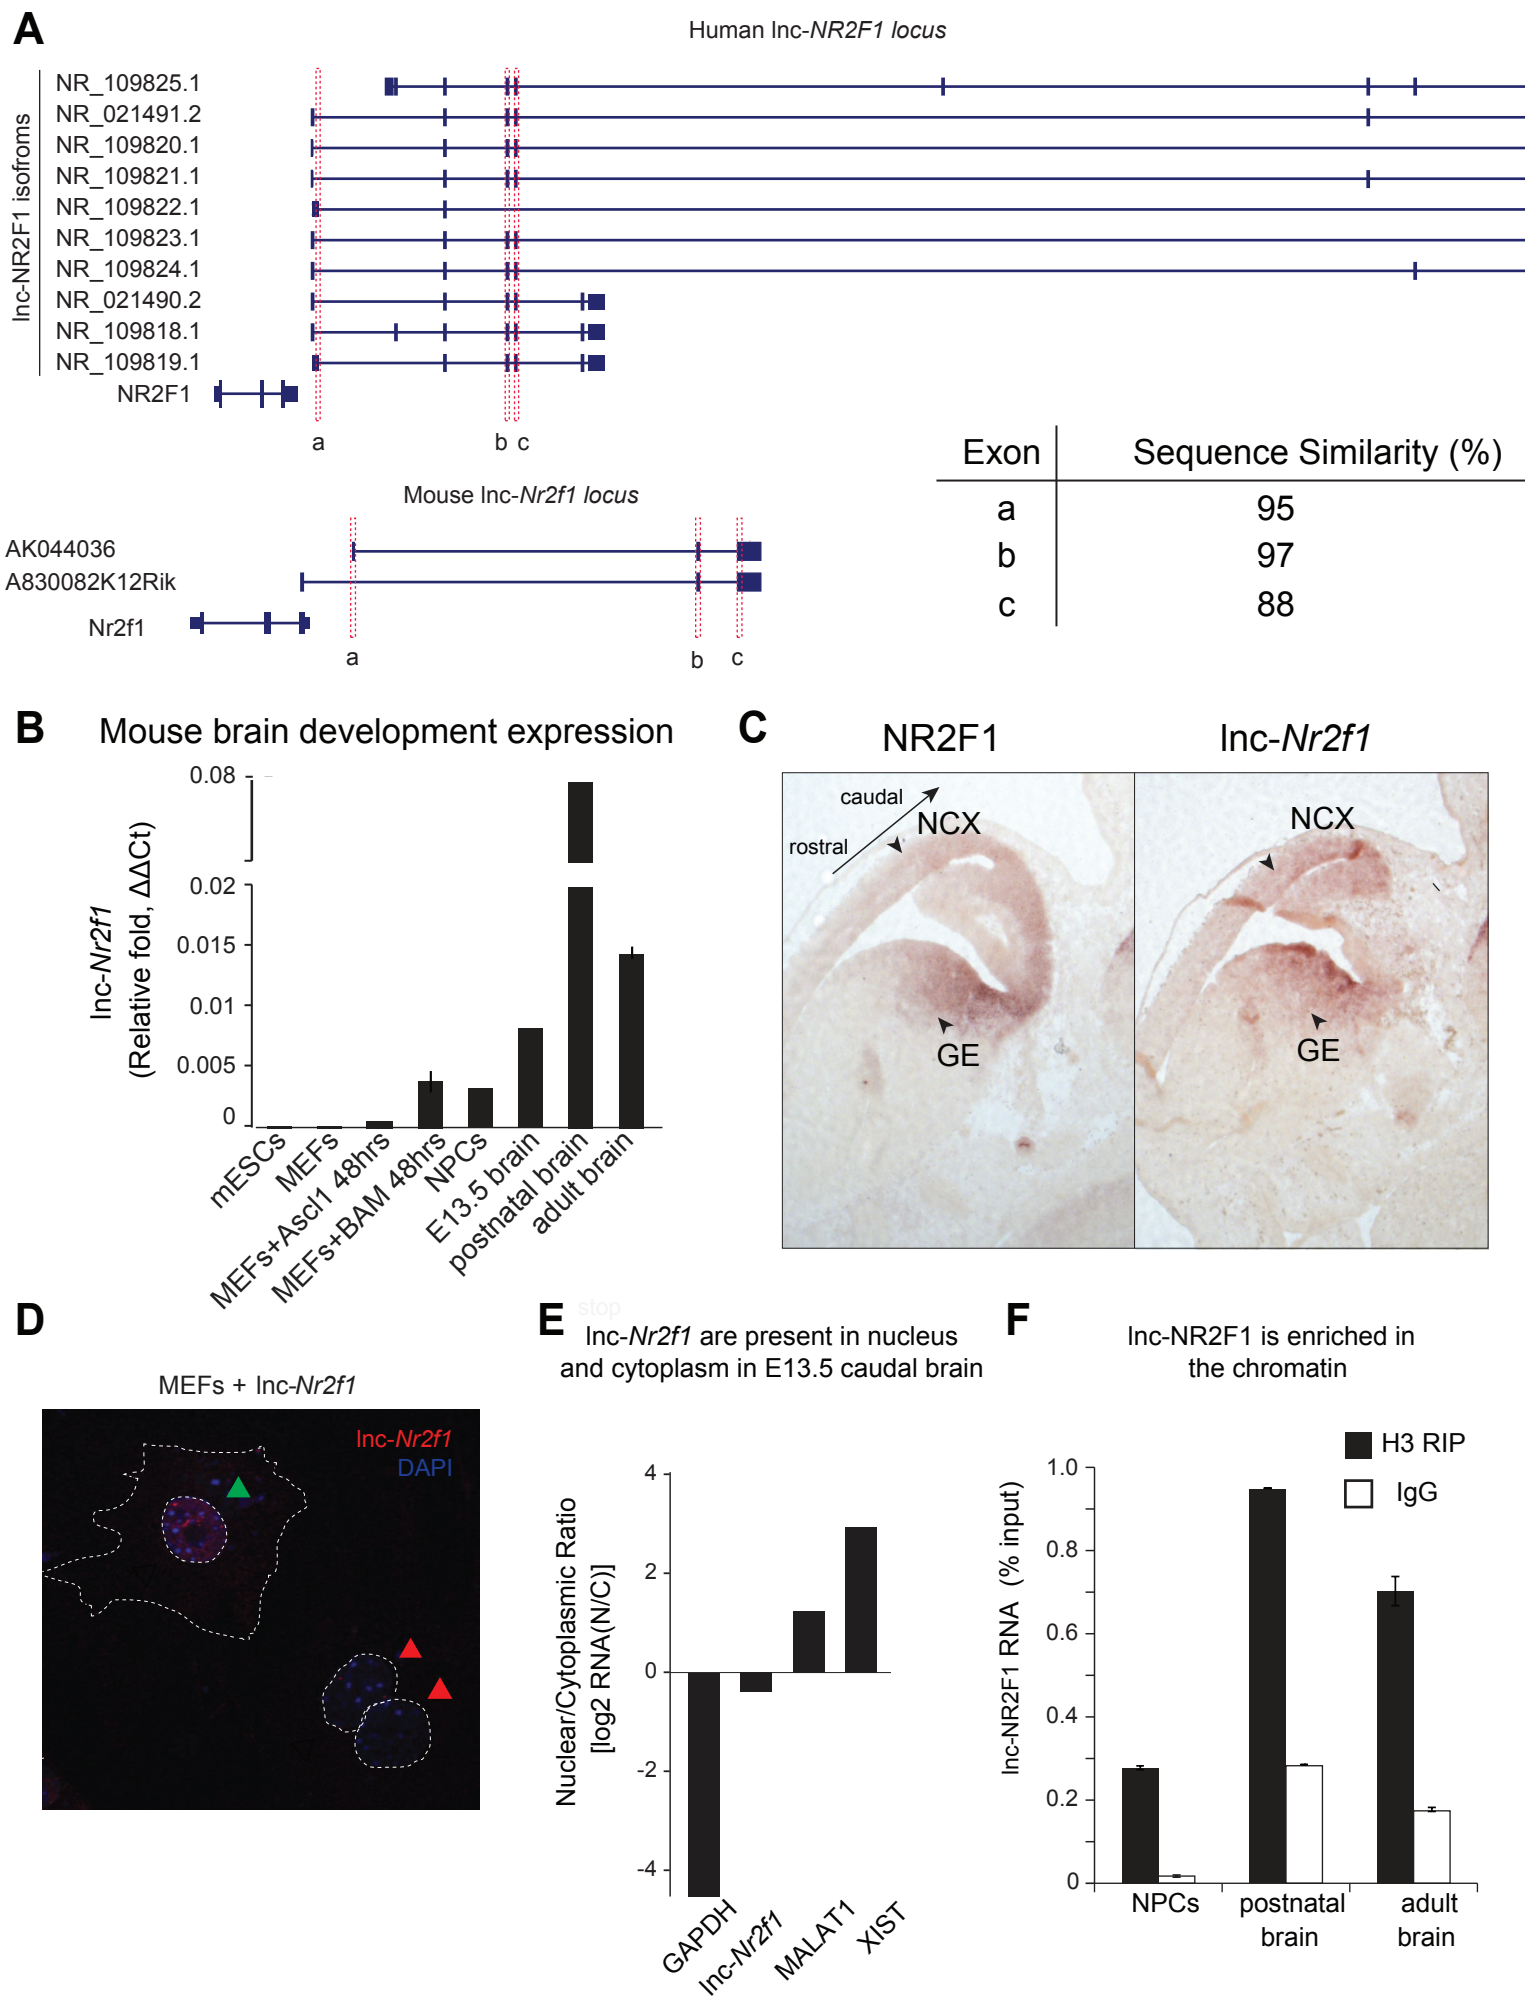 A
Human lnc-NR2F1 locus
lnc-NR2F1 isofroms
NR_109825.1
NR_021491.2
NR_109820.1
NR_109821.1
NR_109822.1
NR_109823.1
NR_109824.1
NR_021490.2
NR_109818.1
NR_109819.1
NR2F1
a b c
Mouse lnc-Nr2f1 locus
AK044036
A830082K12Rik
Nr2f1
a b c
Exon Sequence Similarity (%)
a 95
b 97
c 88
B
Mouse brain development expression
lnc-Nr2f1
(Relative fold, ΔΔCt)
0.08
0.02
0.015
0.01
0.005
0
mESCs
MEFs
MEFs+Ascl1 48hrs
MEFs+BAM 48hrs
NPCs
E13.5 brain
postnatal brain
adult brain
C
NR2F1 lnc-Nr2f1
caudal
rostral
NCX
GE
NCX
GE
D
MEFs + lnc-Nr2f1
lnc-Nr2f1
DAPI
stop
E
lnc-Nr2f1 are present in nucleus
and cytoplasm in E13.5 caudal brain
Nuclear/Cytoplasmic Ratio
[log2 RNA(N/C)]
4
2
0
-2
-4
GAPDH
lnc-Nr2f1
MALAT1
XIST
F
lnc-NR2F1 is enriched in
the chromatin
H3 RIP
IgG
lnc-NR2F1 RNA (% input)
1.0
0.8
0.6
0.4
0.2
0
NPCs
postnatal
brain
adult
brain